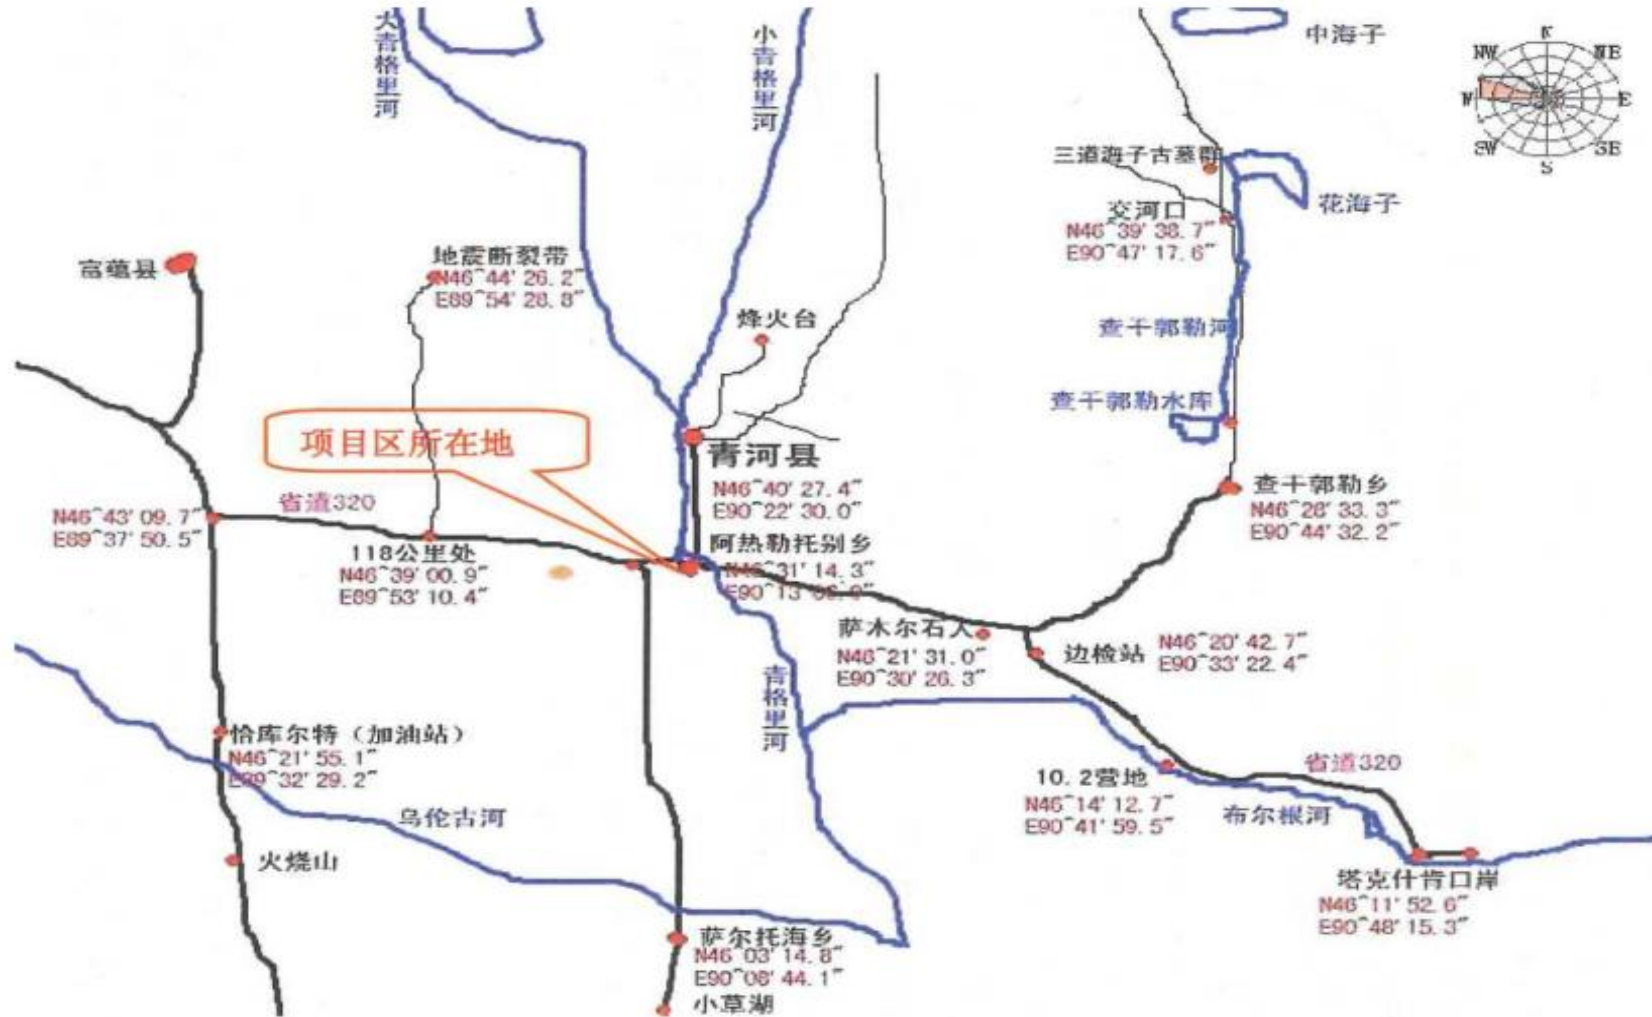 大青格里河
小青格里河
中海子
N
NW
NE
W
E
SW
SE
S
三道海子古墓群
花海子
交河口
N46~39' 38. 7"
E90~47' 17. 6"
富蕴县
地震断裂带
N46~44' 26. 2"
E89~54' 28. 8"
烽火台
查干郭勒河
查干郭勒水库
项目区所在地
青河县
N46~40' 27. 4"
E90~22' 30. 0"
查干郭勒乡
N46~28' 33. 3"
E90~44' 32. 2"
省道320
N46~43' 09. 7"
E89~37' 50. 5"
118公里处
N46~39' 00. 9"
E89~53' 10. 4"
阿热勒托别乡
N46~31' 14. 3"
萨木尔石人
N46~21' 31. 0"
E90~30' 26. 3"
边检站
N46~20' 42. 7"
E90~33' 22. 4"
青格里河
恰库尔特（加油站）
N46~21' 55. 1"
E89~32' 29. 2"
10. 2营地
N46~14' 12. 7"
E90~41' 59. 5"
省道320
布尔根河
乌伦古河
火烧山
塔克什肯口岸
N46~11' 52. 6"
E90~48' 15. 3"
萨尔托海乡
N46~03' 14. 8"
E90~08' 44. 1"
小草湖